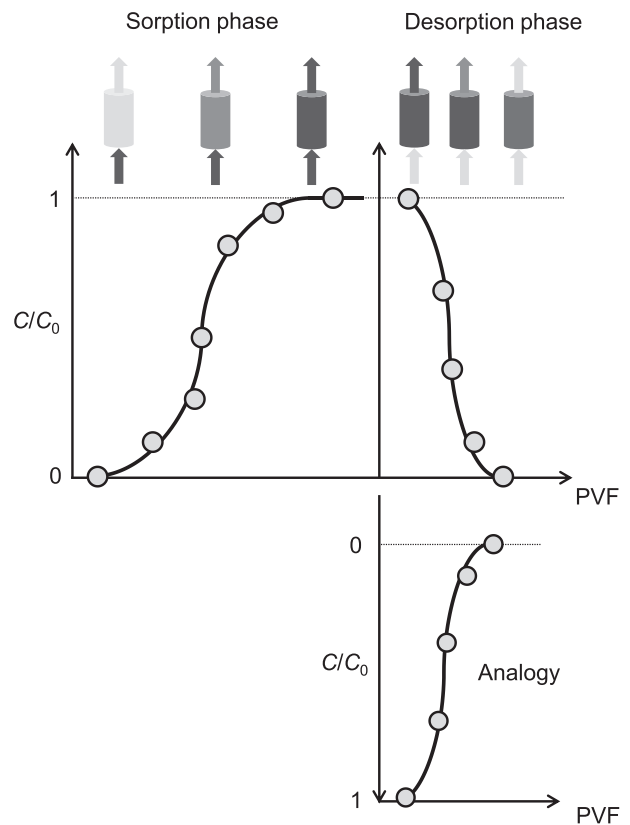 Sorption phase
Desorption phase
1
C/C0
0
PVF
0
C/C0
Analogy
1
PVF